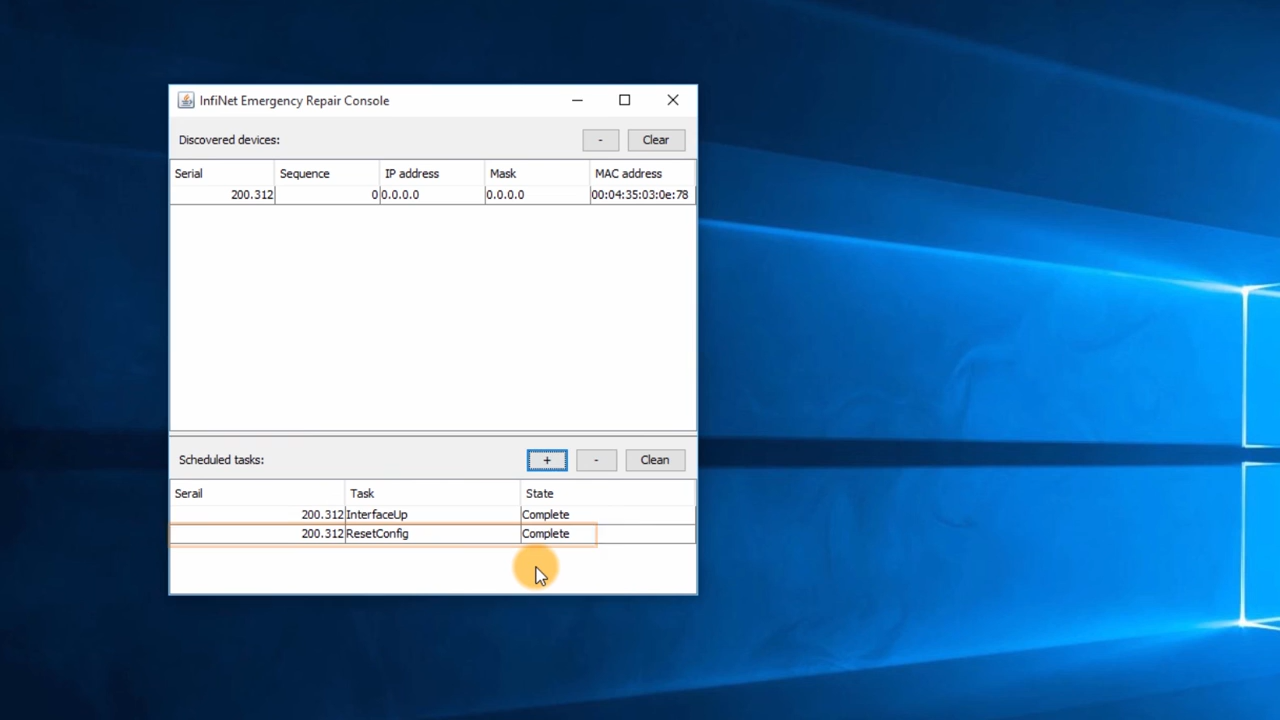 InfiNet Emergency Repair Console
Discovered devices: - Clear
Serial Sequence IP address Mask MAC address
200.312 0 0.0.0.0 0.0.0.0 00:04:35:03:0e:78
Scheduled tasks: + - Clean
Serail Task State
200.312 InterfaceUp Complete
200.312 ResetConfig Complete